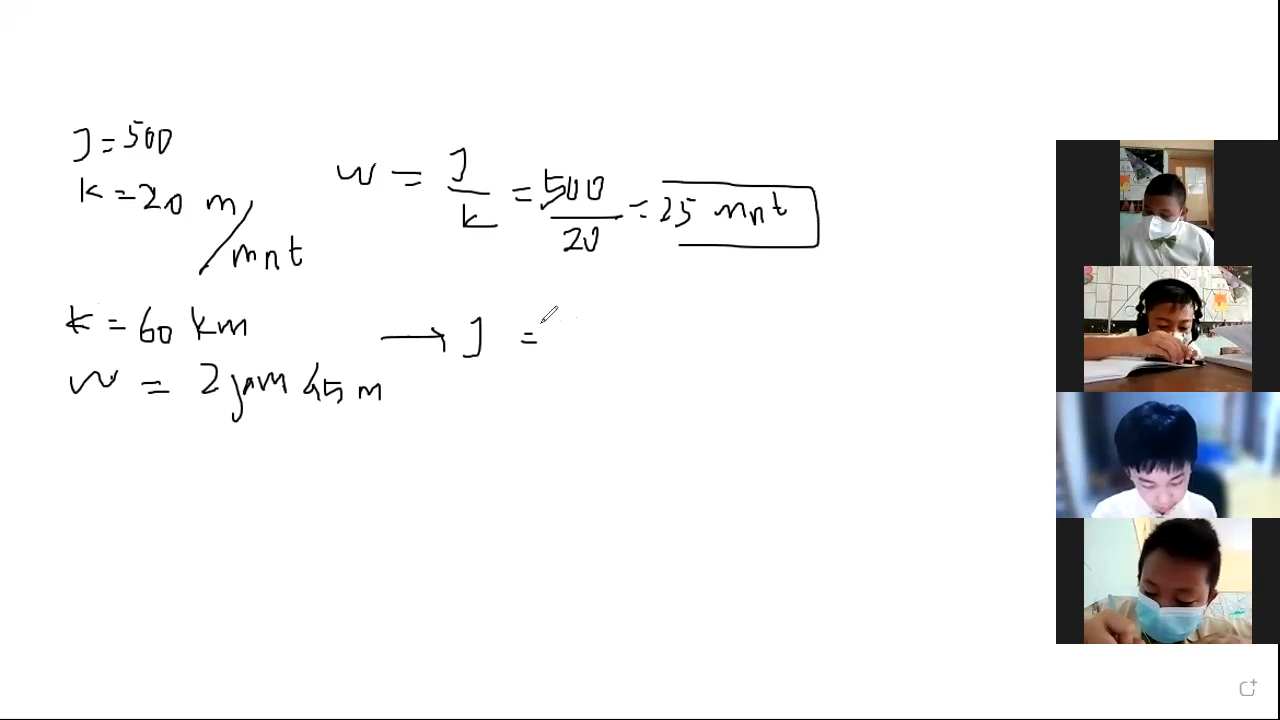 J = 500
k = 20 m/mnt
w = J/k = 500/20 = 25 mnt
k = 60 km
w = 2 jam 45 m
→ J =